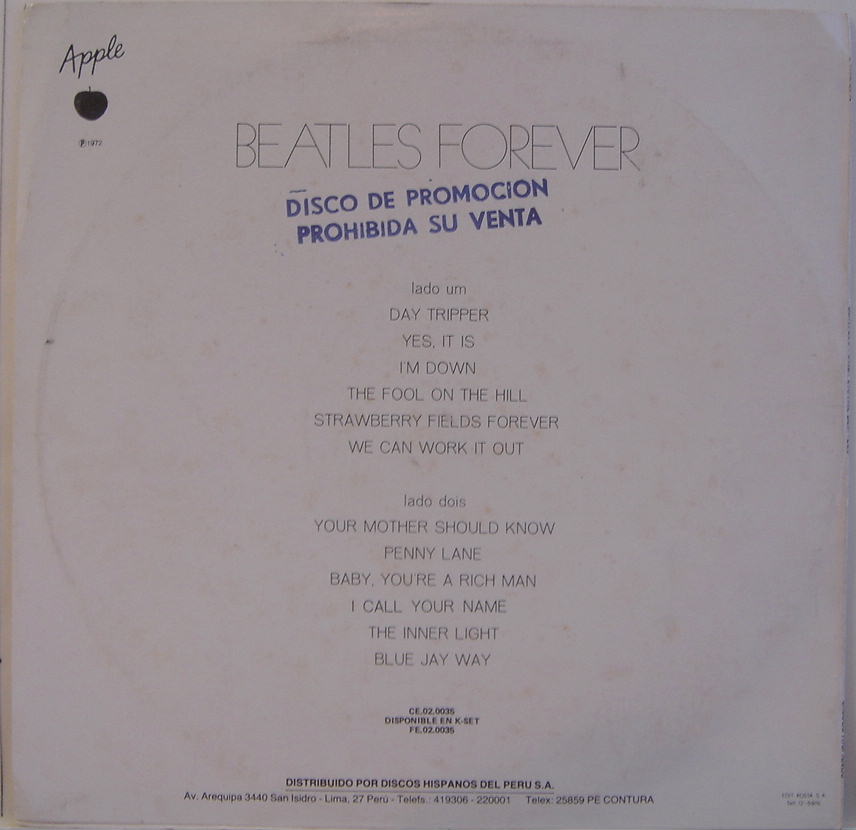 Apple
℗1972
BEATLES FOREVER
DISCO DE PROMOCION
PROHIBIDA SU VENTA
lado um
DAY TRIPPER
YES, IT IS
I'M DOWN
THE FOOL ON THE HILL
STRAWBERRY FIELDS FOREVER
WE CAN WORK IT OUT
lado dois
YOUR MOTHER SHOULD KNOW
PENNY LANE
BABY, YOU'RE A RICH MAN
I CALL YOUR NAME
THE INNER LIGHT
BLUE JAY WAY
CE.02.0035
DISPONIBLE EN K-SET
FE.02.0035
DISTRIBUIDO POR DISCOS HISPANOS DEL PERU S.A.
Av. Arequipa 3440 San Isidro - Lima, 27 Perú - Telefs.: 419306 - 220001 Telex: 25859 PE CONTURA